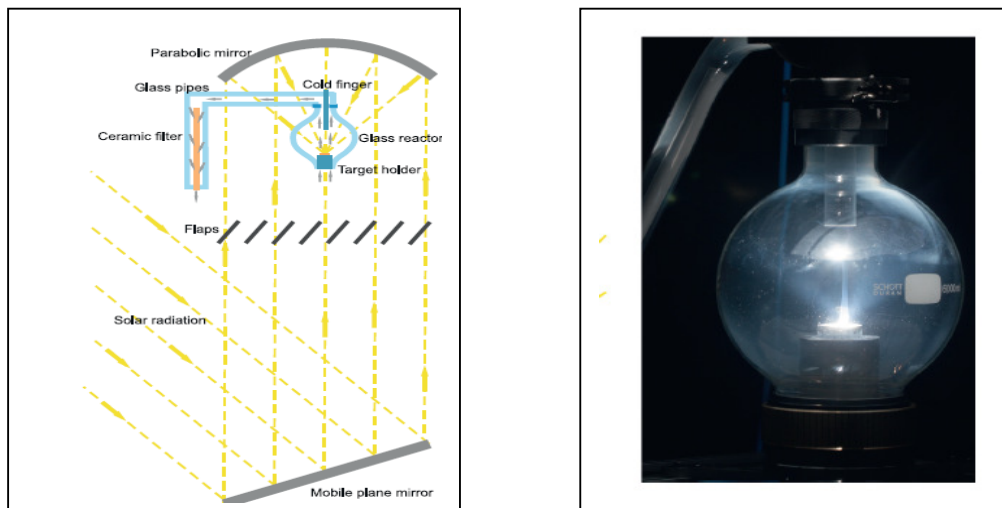 Parabolic mirror
Cold finger
Glass pipes
Ceramic filter
Glass reactor
Target holder
Flaps
Solar radiation
Mobile plane mirror
SCHOTT
DURAN